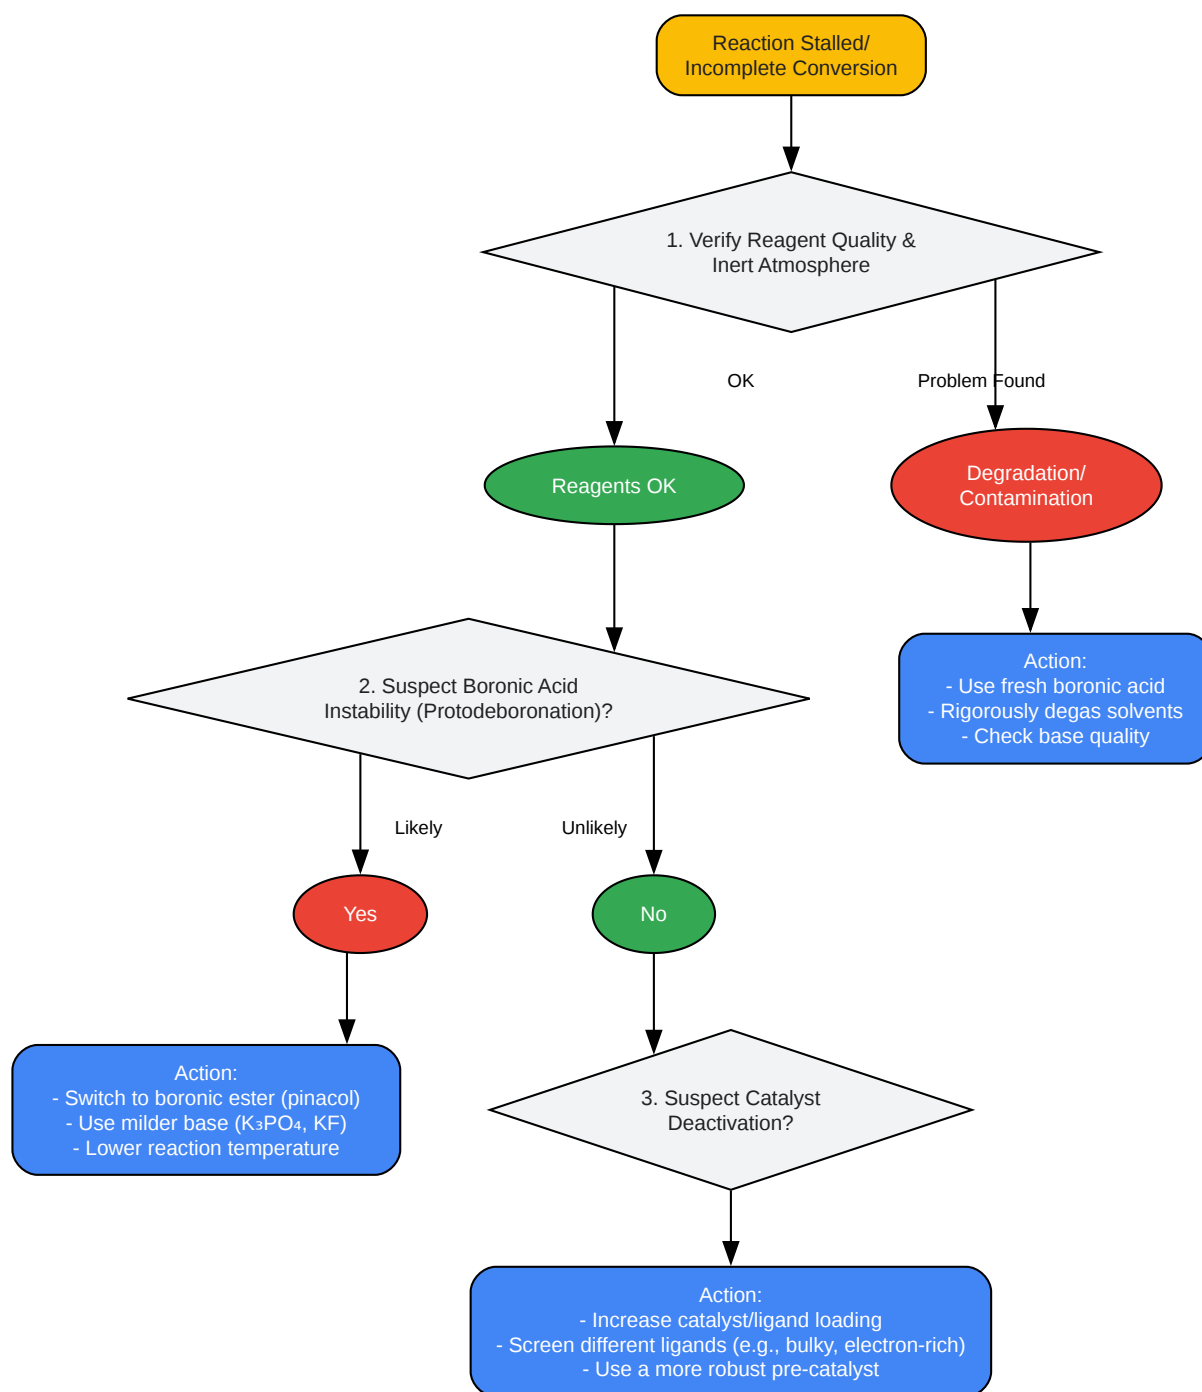 Reaction Stalled/
Incomplete Conversion
1. Verify Reagent Quality &
Inert Atmosphere
OK
Problem Found
Reagents OK
Degradation/
Contamination
Action:
- Use fresh boronic acid
- Rigorously degas solvents
- Check base quality
2. Suspect Boronic Acid
Instability (Protodeboronation)?
Likely
Unlikely
Yes
No
Action:
- Switch to boronic ester (pinacol)
- Use milder base (K₃PO₄, KF)
- Lower reaction temperature
3. Suspect Catalyst
Deactivation?
Action:
- Increase catalyst/ligand loading
- Screen different ligands (e.g., bulky, electron-rich)
- Use a more robust pre-catalyst